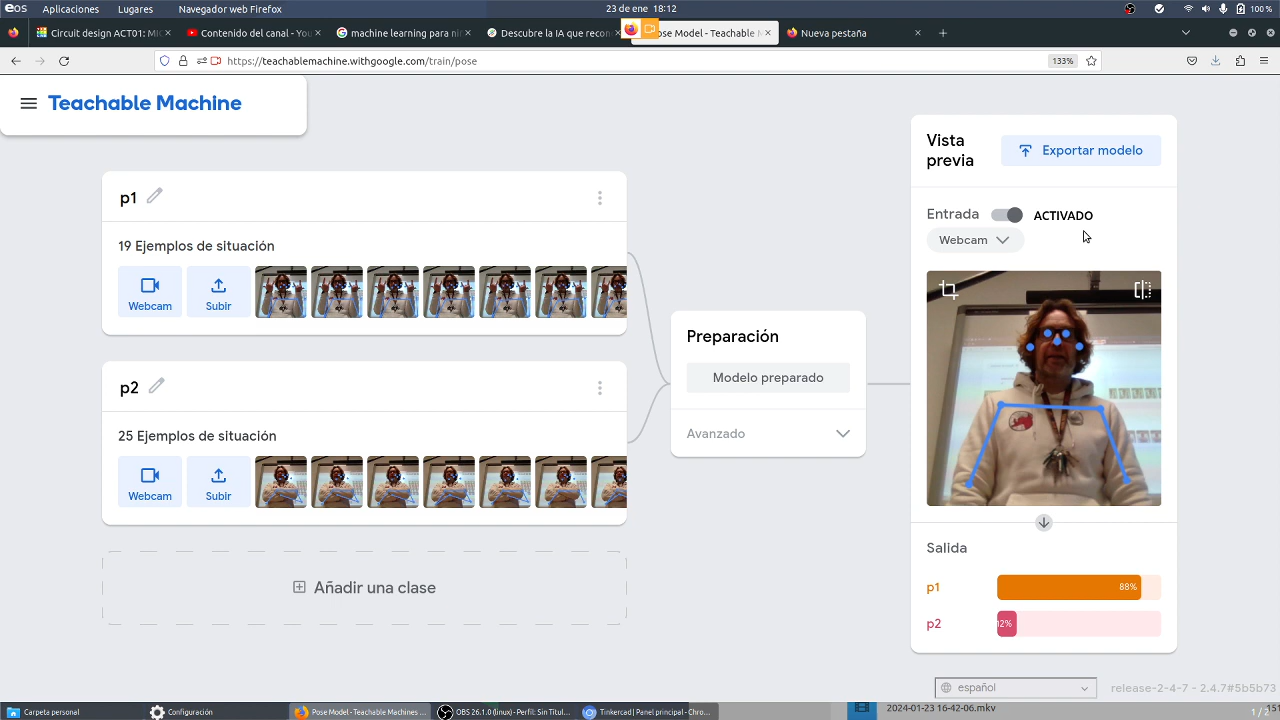 eos Aplicaciones Lugares Navegador web Firefox 23 de ene 18:12 100 %
Circuit design ACT01: MIC Contenido del canal - You machine learning para nin Descubre la IA que recon Pose Model - Teachable M Nueva pestaña
https://teachablemachine.withgoogle.com/train/pose 133%
Teachable Machine
p1
19 Ejemplos de situación
Webcam Subir
p2
25 Ejemplos de situación
Webcam Subir
Añadir una clase
Preparación
Modelo preparado
Avanzado
Vista
previa
Exportar modelo
Entrada ACTIVADO
Webcam
Salida
p1 88%
p2 12%
español release-2-4-7 - 2.4.7#5b5b73
Carpeta personal Configuración Pose Model - Teachable Machines ... OBS 26.1.0 (linux) - Perfil: Sin Titul... Tinkercad | Panel principal - Chro... 2024-01-23 16-42-06.mkv